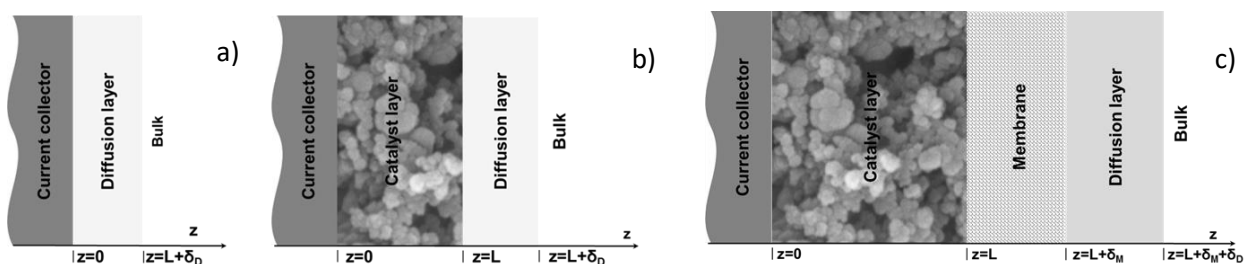 Current collector
Diffusion layer
Bulk
a)
z
z=0
z=L+δD
Current collector
Catalyst layer
Diffusion layer
Bulk
b)
z
z=0
z=L
z=L+δD
Current collector
Catalyst layer
Membrane
Diffusion layer
Bulk
c)
z
z=0
z=L
z=L+δM
z=L+δM+δD